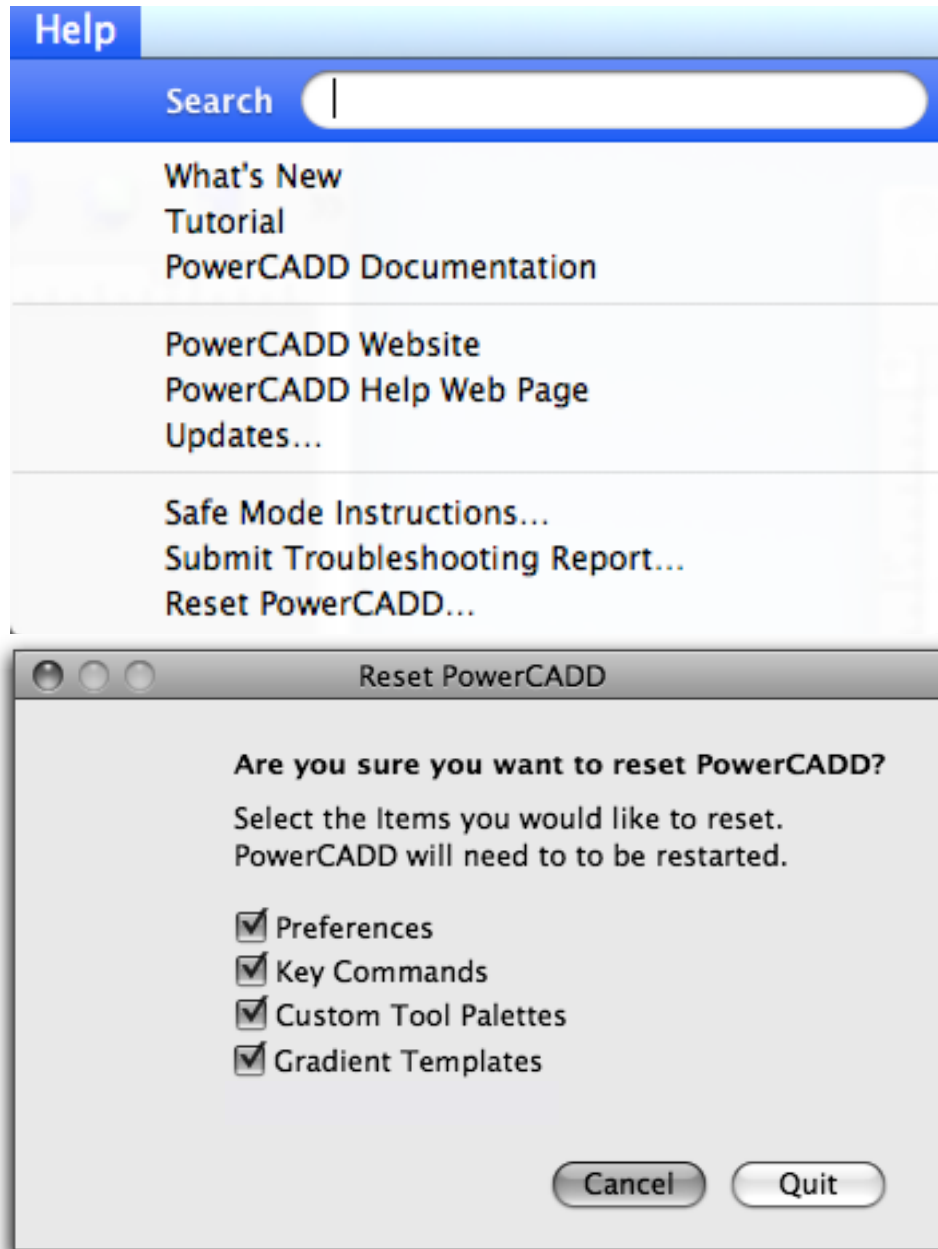 Help
Search
What's New
Tutorial
PowerCADD Documentation
PowerCADD Website
PowerCADD Help Web Page
Updates...
Safe Mode Instructions...
Submit Troubleshooting Report...
Reset PowerCADD...
Reset PowerCADD
Are you sure you want to reset PowerCADD?
Select the Items you would like to reset.
PowerCADD will need to to be restarted.
Preferences
Key Commands
Custom Tool Palettes
Gradient Templates
Cancel Quit